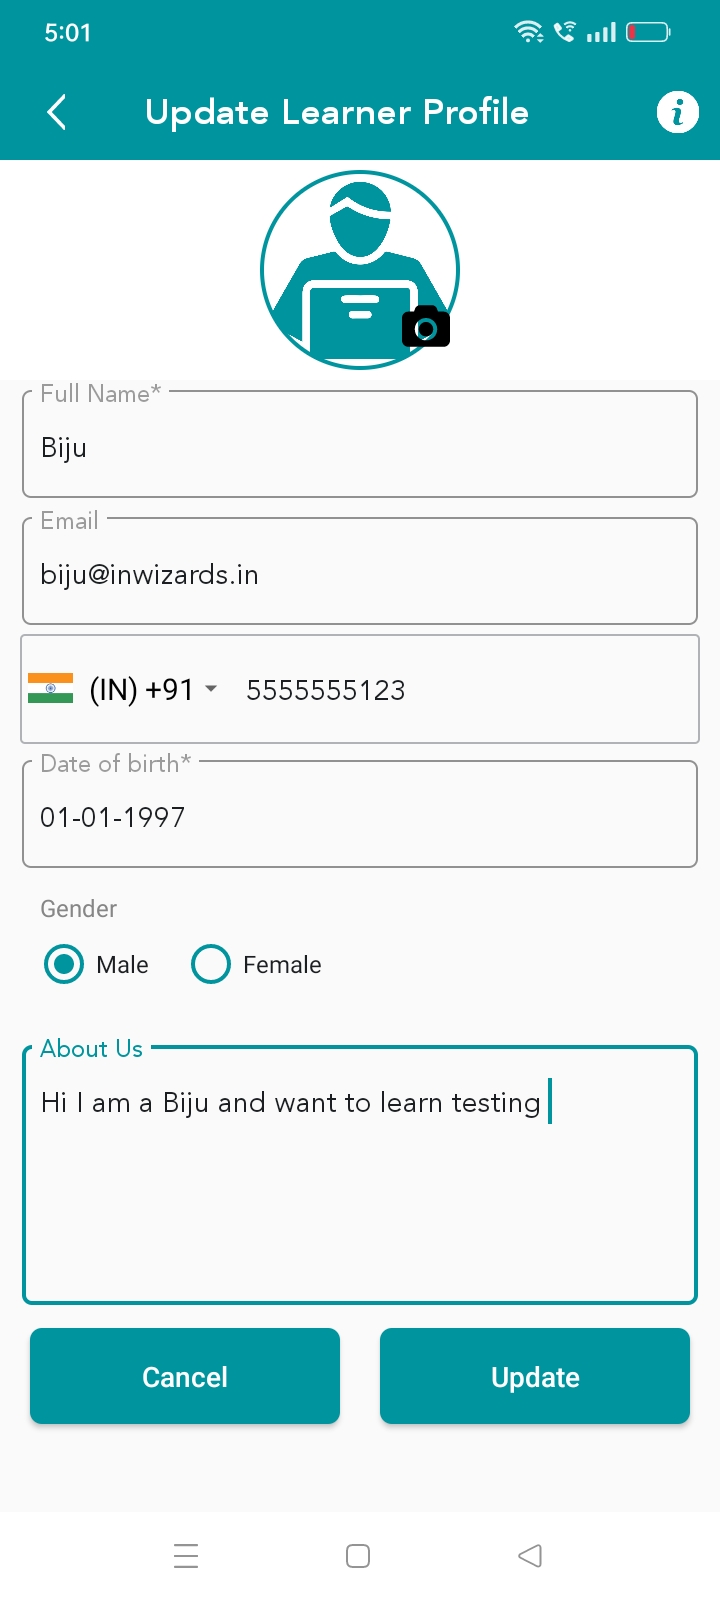 5:01
Update Learner Profile
Full Name*
Biju
Email
biju@inwizards.in
(IN) +91 5555555123
Date of birth*
01-01-1997
Gender
Male Female
About Us
Hi I am a Biju and want to learn testing
Cancel Update